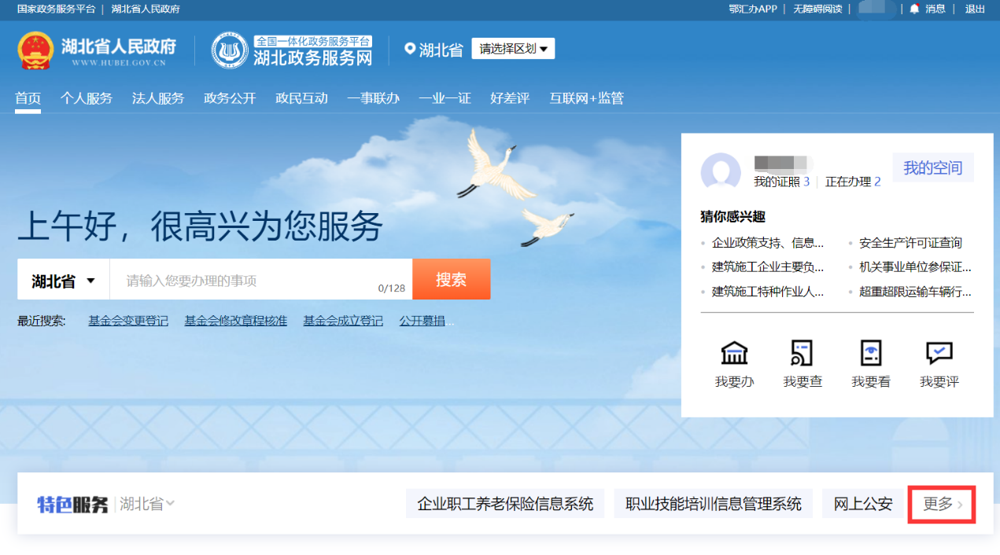 国家政务服务平台 | 湖北省人民政府
鄂汇办APP | 无障碍阅读 | | 消息 | 退出
湖北省人民政府
WWW.HUBEI.GOV.CN
全国一体化政务服务平台
湖北政务服务网
湖北省 请选择区划
首页 个人服务 法人服务 政务公开 政民互动 一事联办 一业一证 好差评 互联网+监管
上午好，很高兴为您服务
湖北省 请输入您要办理的事项 0/128 搜索
最近搜索: 基金会变更登记 基金会修改章程核准 基金会成立登记 公开募捐...
我的空间
我的证照 3 | 正在办理 2
猜你感兴趣
企业政策支持、信息... 安全生产许可证查询
建筑施工企业主要负... 机关事业单位参保证...
建筑施工特种作业人... 超重超限运输车辆行...
我要办 我要查 我要看 我要评
特色服务 | 湖北省 企业职工养老保险信息系统 职业技能培训信息管理系统 网上公安 更多 >